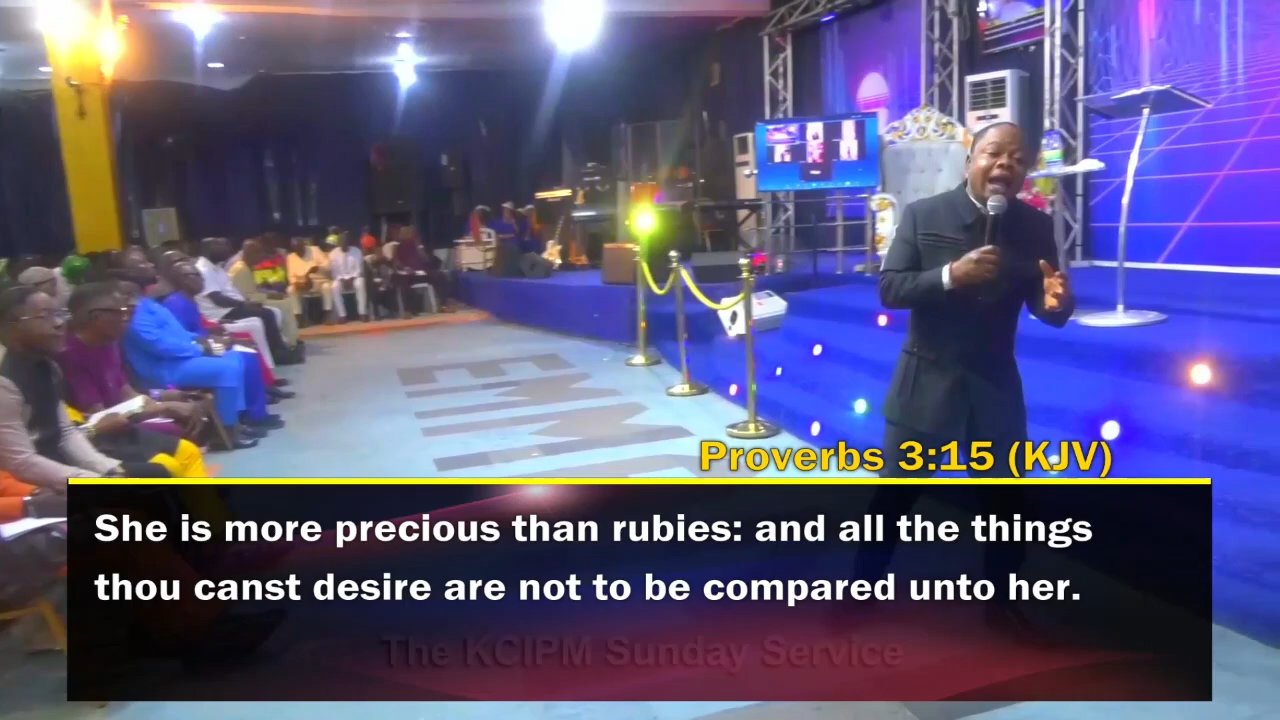 EMM
Proverbs 3:15 (KJV)
She is more precious than rubies: and all the things
thou canst desire are not to be compared unto her.
The KCIPM Sunday Service